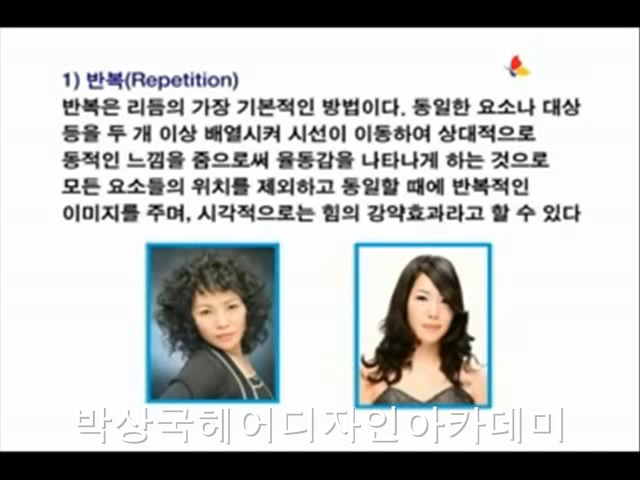 1) 반복(Repetition)
반복은 리듬의 가장 기본적인 방법이다. 동일한 요소나 대상
등을 두 개 이상 배열시켜 시선이 이동하여 상대적으로
동적인 느낌을 줌으로써 율동감을 나타나게 하는 것으로
모든 요소들의 위치를 제외하고 동일할 때에 반복적인
이미지를 주며, 시각적으로는 힘의 강약효과라고 할 수 있다
박상국헤어디자인아카데미